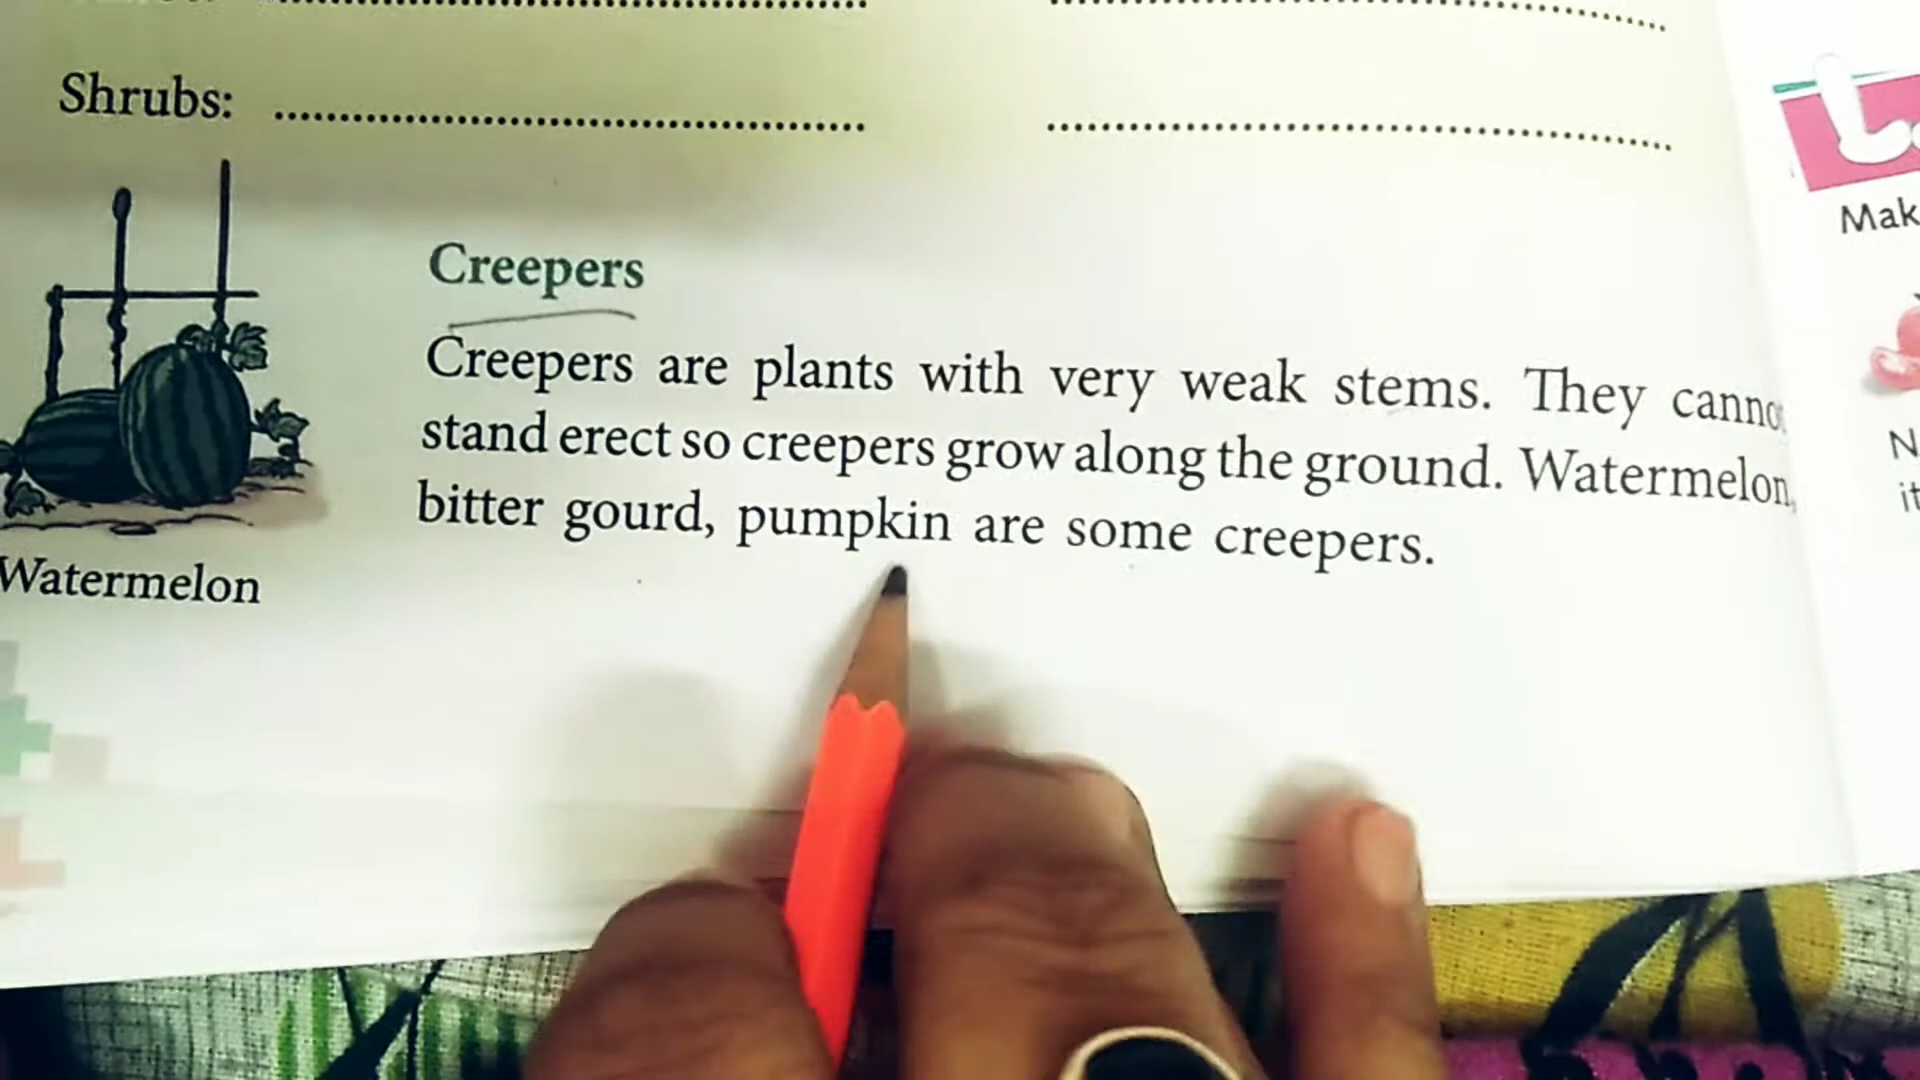 Shrubs:
Creepers
Creepers are plants with very weak stems. They canno
stand erect so creepers grow along the ground. Watermelon,
bitter gourd, pumpkin are some creepers.
Watermelon
Mak
N
it